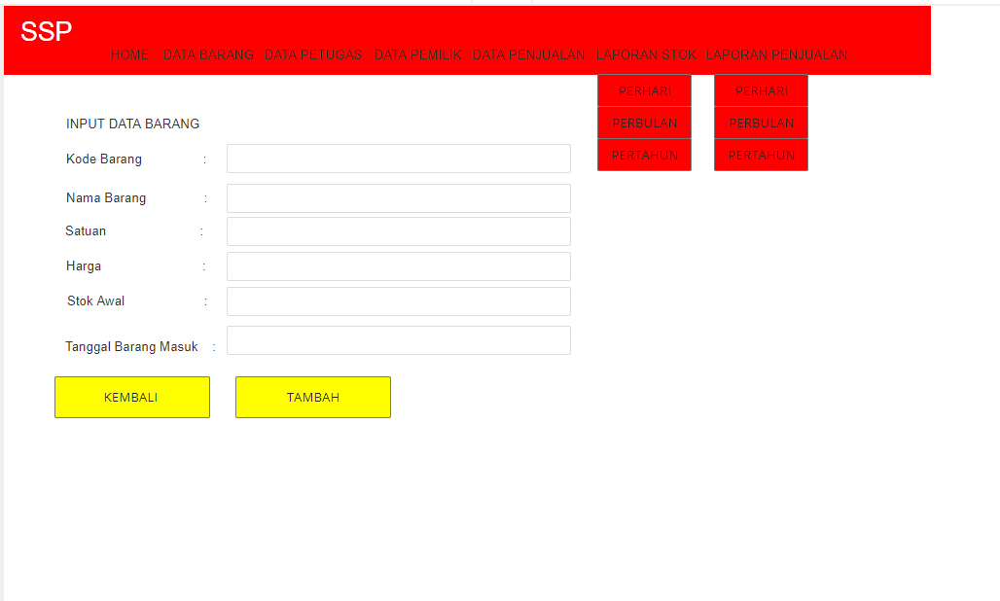 SSP
HOME DATA BARANG DATA PETUGAS DATA PEMILIK DATA PENJUALAN LAPORAN STOK LAPORAN PENJUALAN
PERHARI PERHARI
PERBULAN PERBULAN
PERTAHUN PERTAHUN
INPUT DATA BARANG
Kode Barang :
Nama Barang :
Satuan :
Harga :
Stok Awal :
Tanggal Barang Masuk :
KEMBALI TAMBAH